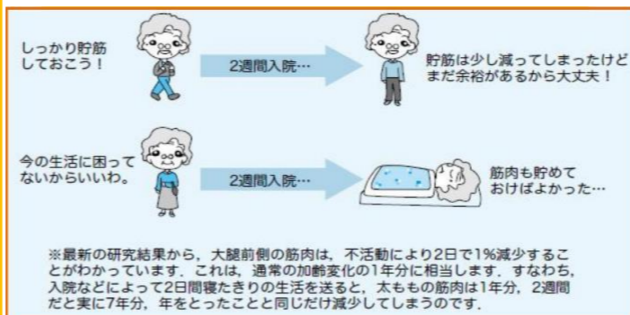 しっかり貯筋
しておこう！
2週間入院…
貯筋は少し減ってしまったけど
まだ余裕があるから大丈夫！
今の生活に困って
ないからいいわ。
2週間入院…
筋肉も貯めて
おけばよかった…
※最新の研究結果から，大腿前側の筋肉は，不活動により2日で1%減少するこ
とがわかっています．これは，通常の加齢変化の1年分に相当します．すなわち，
入院などによって2日間寝たきりの生活を送ると，太ももの筋肉は1年分，2週間
だと実に7年分，年をとったことと同じだけ減少してしまうのです．